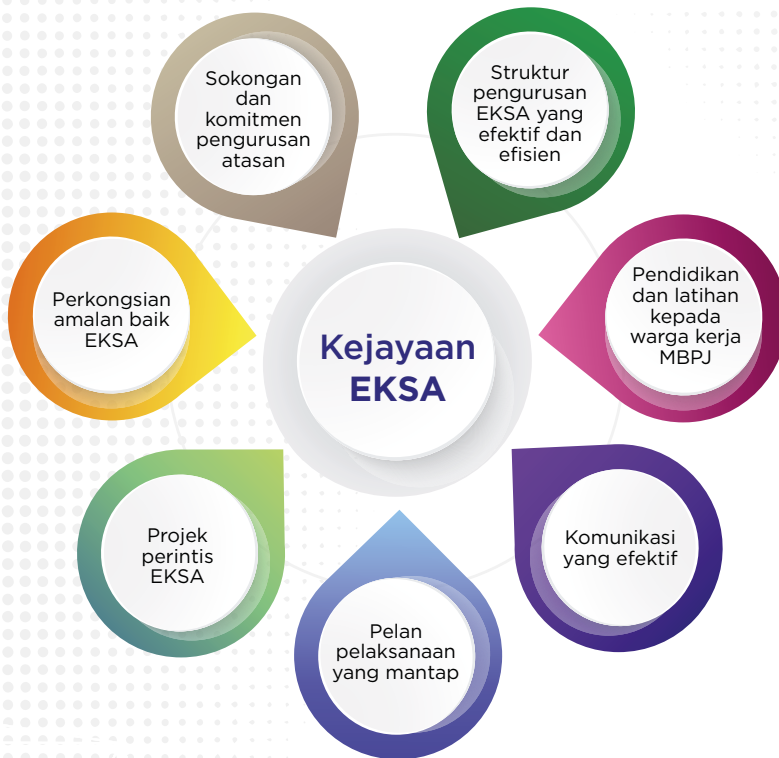 Sokongan
dan
komitmen
pengurusan
atasan
Struktur
pengurusan
EKSA yang
efektif dan
efisien
Pendidikan
dan latihan
kepada
warga kerja
MBPJ
Komunikasi
yang efektif
Pelan
pelaksanaan
yang mantap
Projek
perintis
EKSA
Perkongsian
amalan baik
EKSA
Kejayaan
EKSA